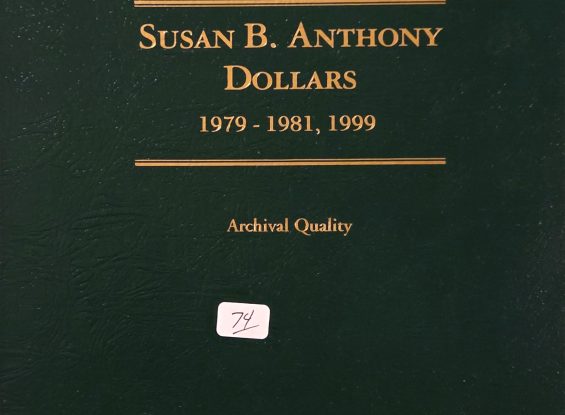 SUSAN B. ANTHONY
DOLLARS
1979 - 1981, 1999
Archival Quality
74